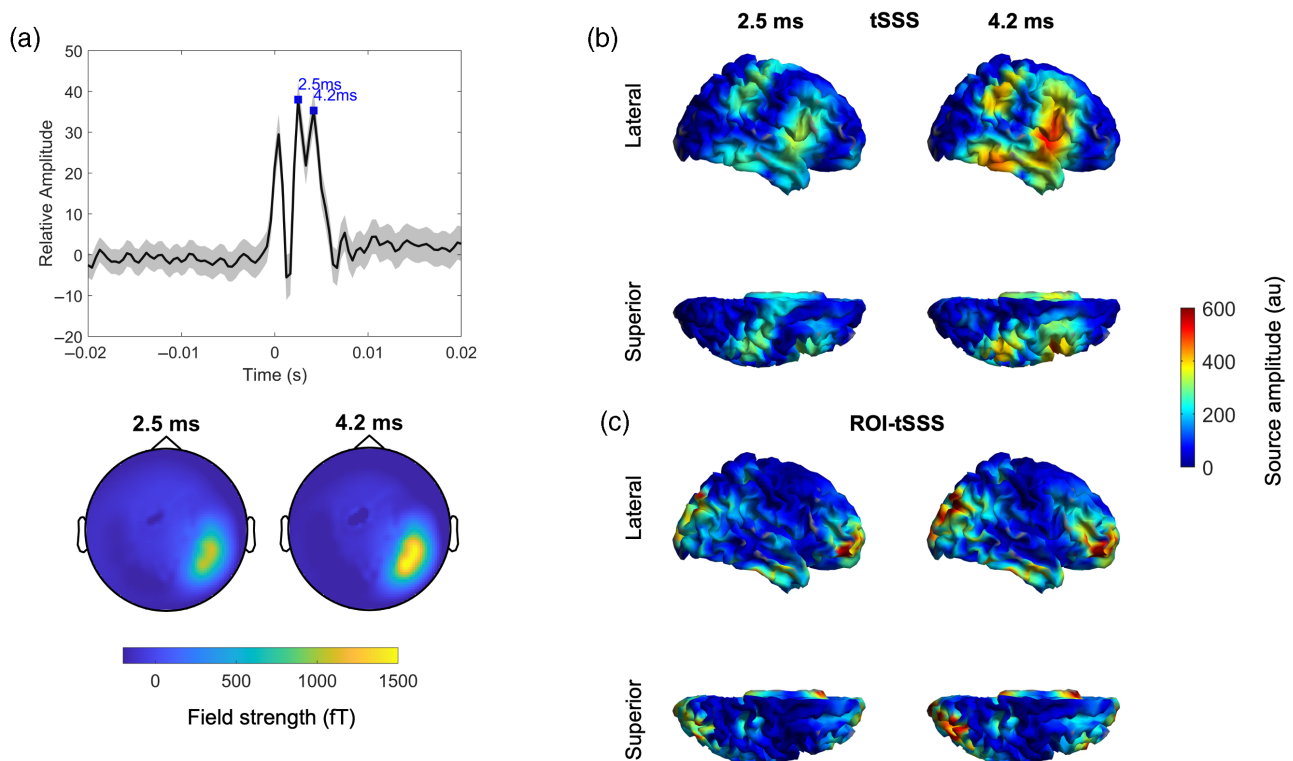 (a)
50
40
30
20
10
0
–10
–20
Relative Amplitude
2.5ms
4.2ms
–0.02
–0.01
0
0.01
0.02
Time (s)
2.5 ms
4.2 ms
0
500
1000
1500
Field strength (fT)
(b)
2.5 ms
tSSS
4.2 ms
Lateral
Superior
600
400
200
0
Source amplitude (au)
(c)
ROI-tSSS
Lateral
Superior